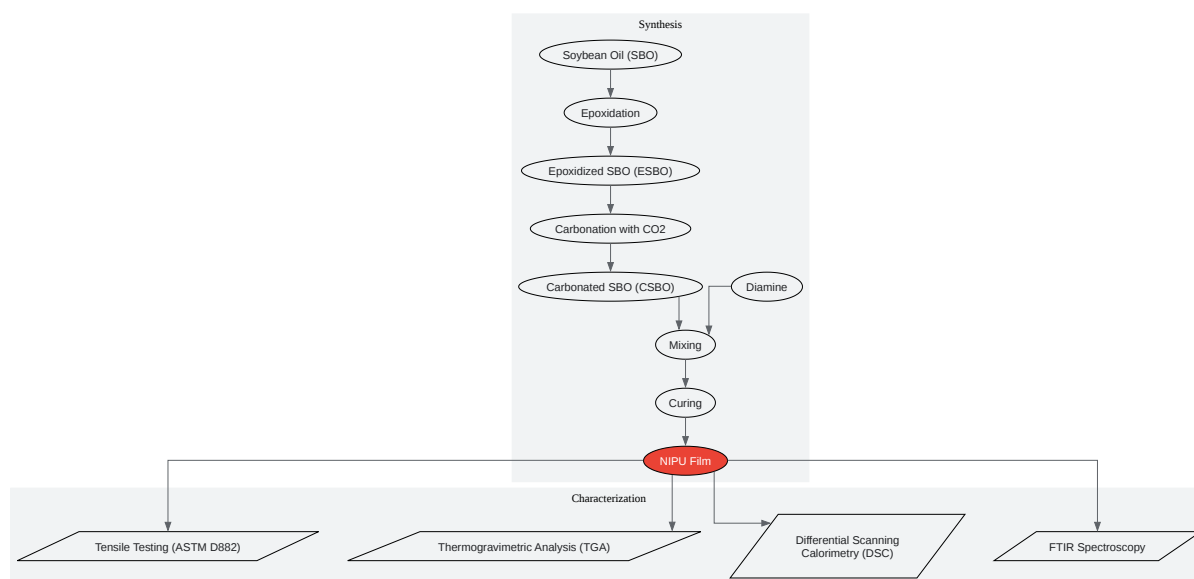 Synthesis
Soybean Oil (SBO)
Epoxidation
Epoxidized SBO (ESBO)
Carbonation with CO2
Carbonated SBO (CSBO)
Diamine
Mixing
Curing
NIPU Film
Characterization
Tensile Testing (ASTM D882)
Thermogravimetric Analysis (TGA)
Differential Scanning
Calorimetry (DSC)
FTIR Spectroscopy